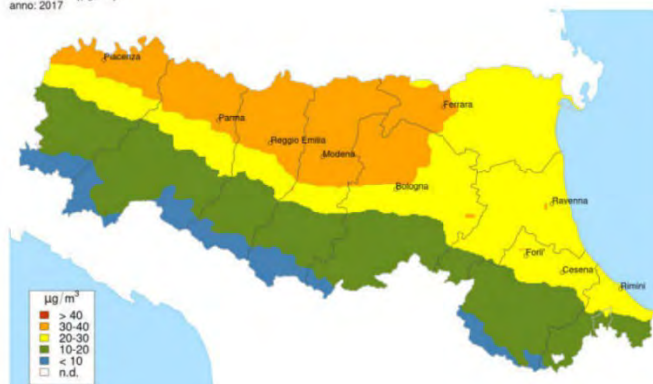 anno: 2017
Piacenza
Parma
Reggio Emilia
Modena
Ferrara
Bologna
Ravenna
Forli'
Cesena
Rimini
µg/m³
> 40
30-40
20-30
10-20
< 10
n.d.